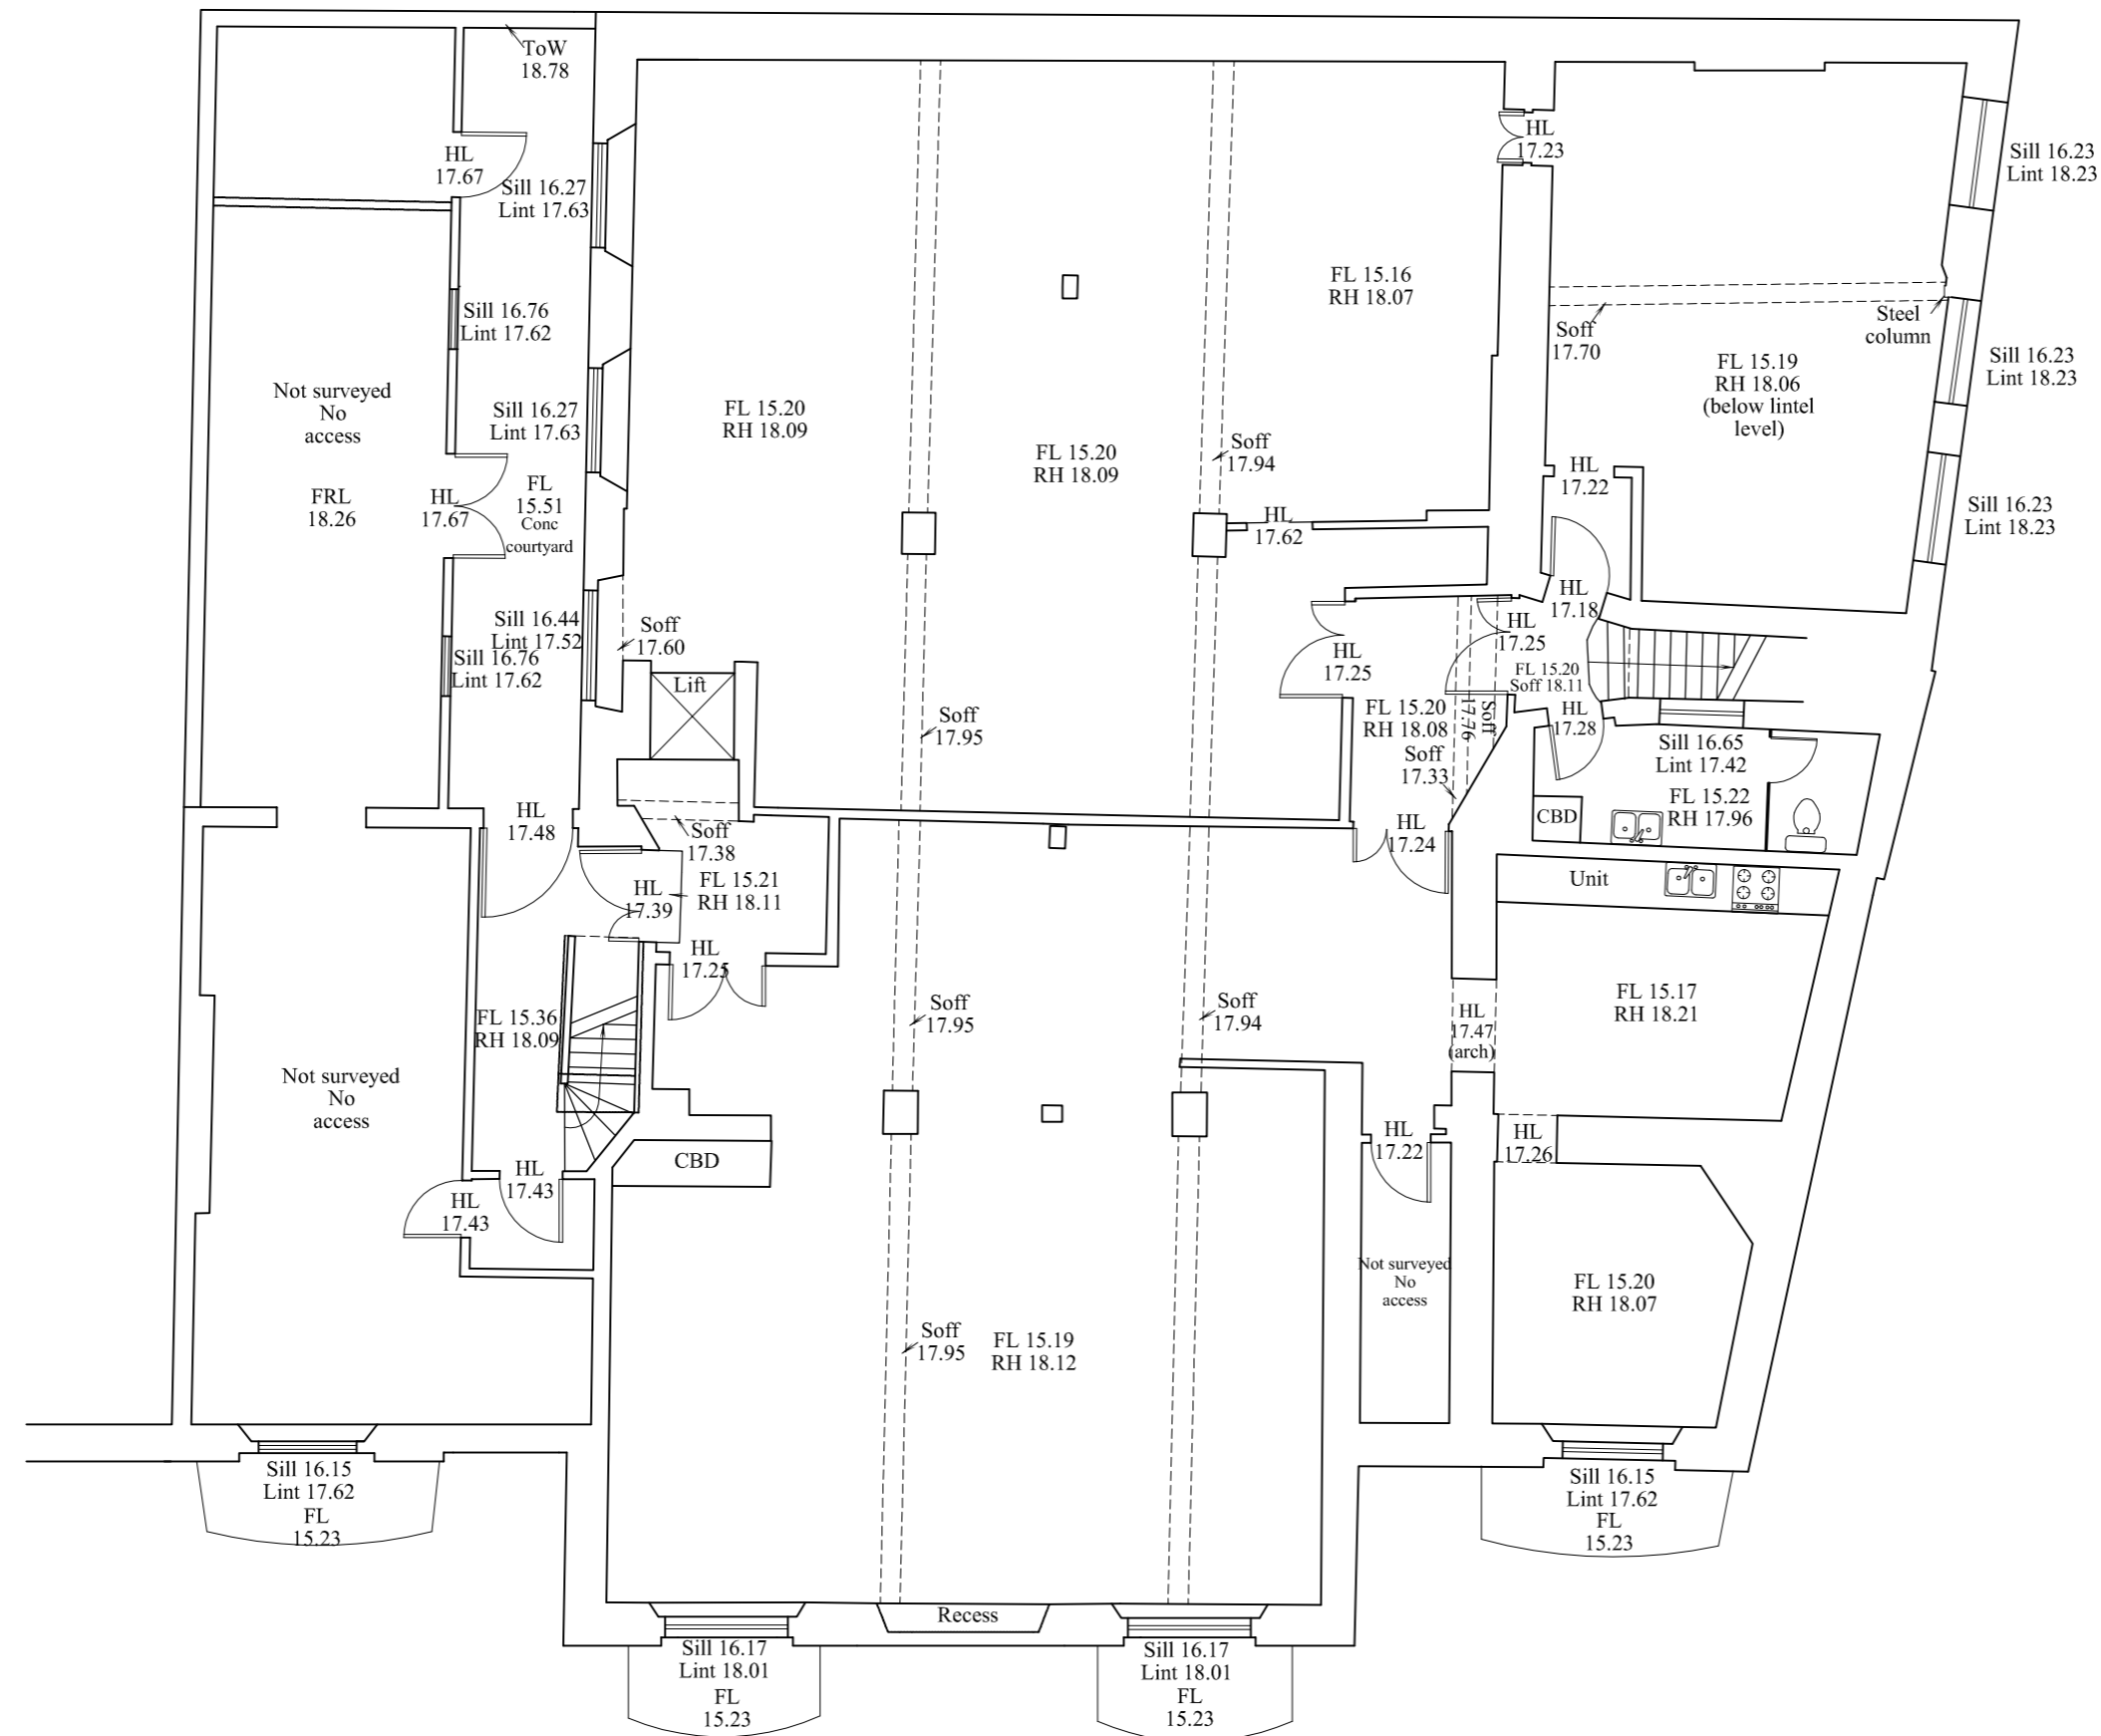 ToW
18.78
HL
17.67
Sill 16.27
Lint 17.63
HL
17.23
Sill 16.23
Lint 18.23
Sill 16.76
Lint 17.62
FL 15.16
RH 18.07
Soff
17.70
Steel
column
Sill 16.23
Lint 18.23
FL 15.19
RH 18.06
(below lintel
level)
Not surveyed
No
access
Sill 16.27
Lint 17.63
FL 15.20
RH 18.09
FL 15.20
RH 18.09
Soff
17.94
HL
17.22
FRL
18.26
HL
17.67
FL
15.51
Conc
courtyard
HL
17.62
Sill 16.23
Lint 18.23
HL
17.18
Sill 16.44
Lint 17.52
Sill 16.76
Lint 17.62
Soff
17.60
HL
17.25
HL
17.25
FL 15.20
Soff 18.11
Lift
FL 15.20
RH 18.08
Soff
17.76
HL
17.28
Soff
17.95
Soff
17.33
Sill 16.65
Lint 17.42
FL 15.22
RH 17.96
CBD
HL
17.48
Soff
17.38
HL
17.24
HL
17.39
FL 15.21
RH 18.11
Unit
HL
17.25
FL 15.36
RH 18.09
Soff
17.95
Soff
17.94
HL
17.47
(arch)
FL 15.17
RH 18.21
Not surveyed
No
access
CBD
HL
17.43
HL
17.43
HL
17.22
HL
17.26
Not surveyed
No
access
FL 15.20
RH 18.07
Soff
17.95
FL 15.19
RH 18.12
Sill 16.15
Lint 17.62
FL
15.23
Sill 16.15
Lint 17.62
FL
15.23
Recess
Sill 16.17
Lint 18.01
FL
15.23
Sill 16.17
Lint 18.01
FL
15.23